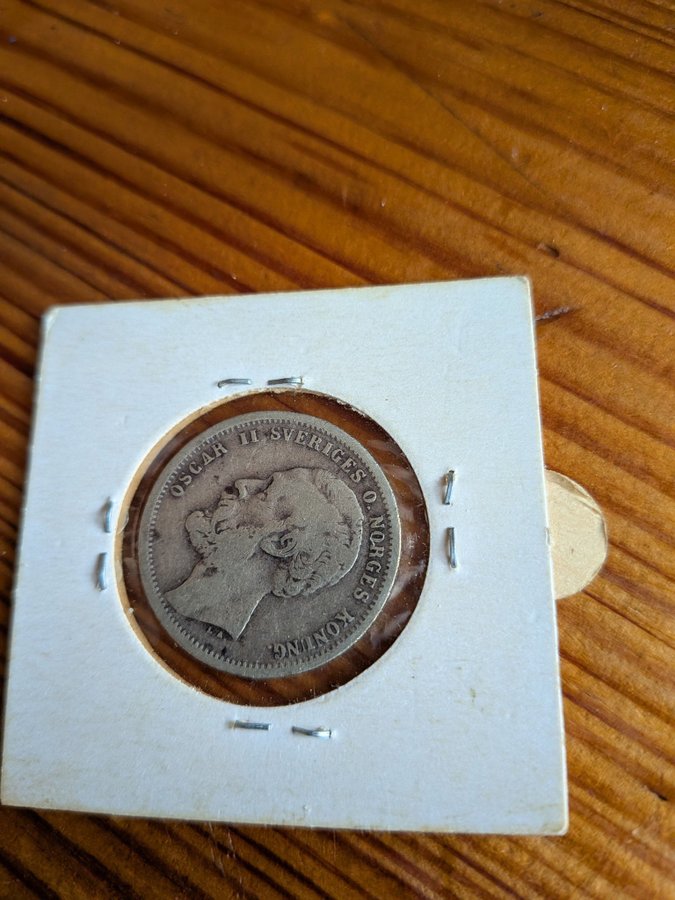 OSCAR II SVERIGES O. NORGES KONUNG.
L A